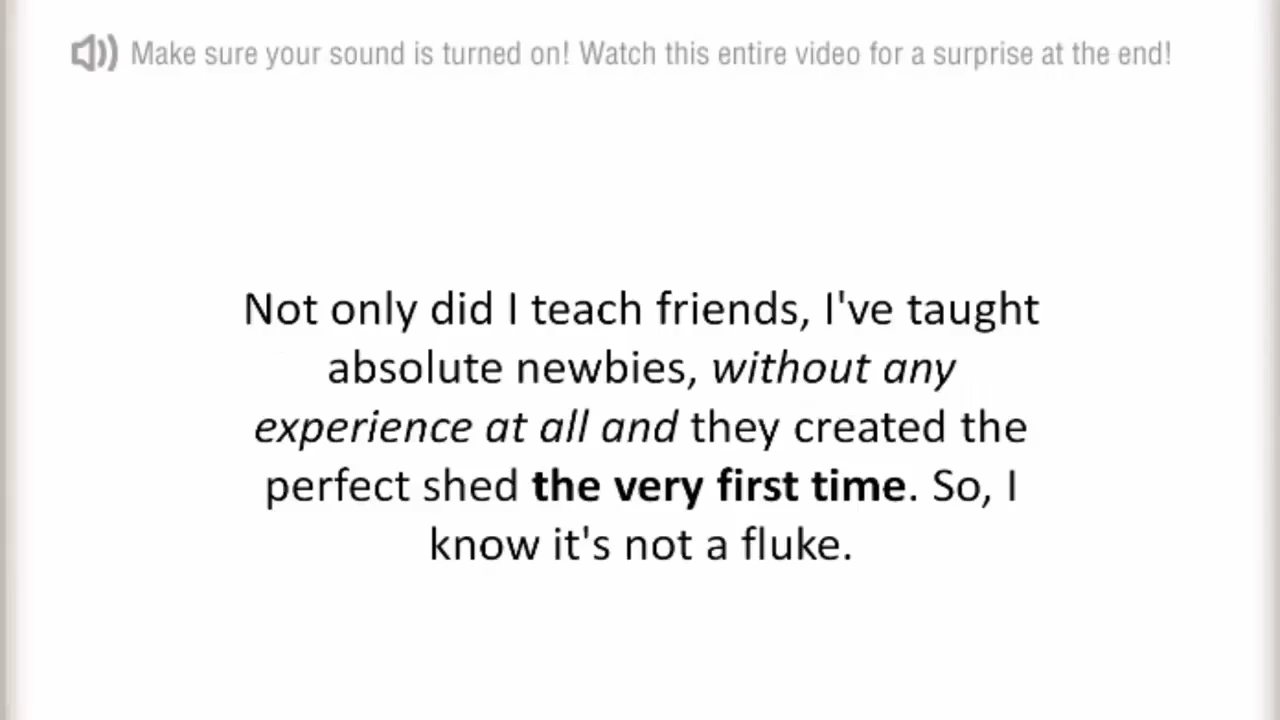 Make sure your sound is turned on! Watch this entire video for a surprise at the end!
Not only did I teach friends, I've taught
absolute newbies, without any
experience at all and they created the
perfect shed the very first time. So, I
know it's not a fluke.